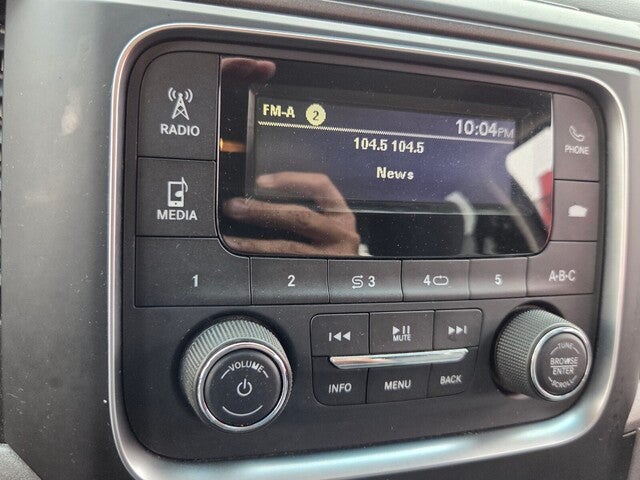 RADIO
MEDIA
FM-A 2
10:04PM
104.5 104.5
News
PHONE
1
2
3
4
5
A·B·C
VOLUME
MUTE
INFO
MENU
BACK
TUNE
BROWSE
ENTER
SCROLL